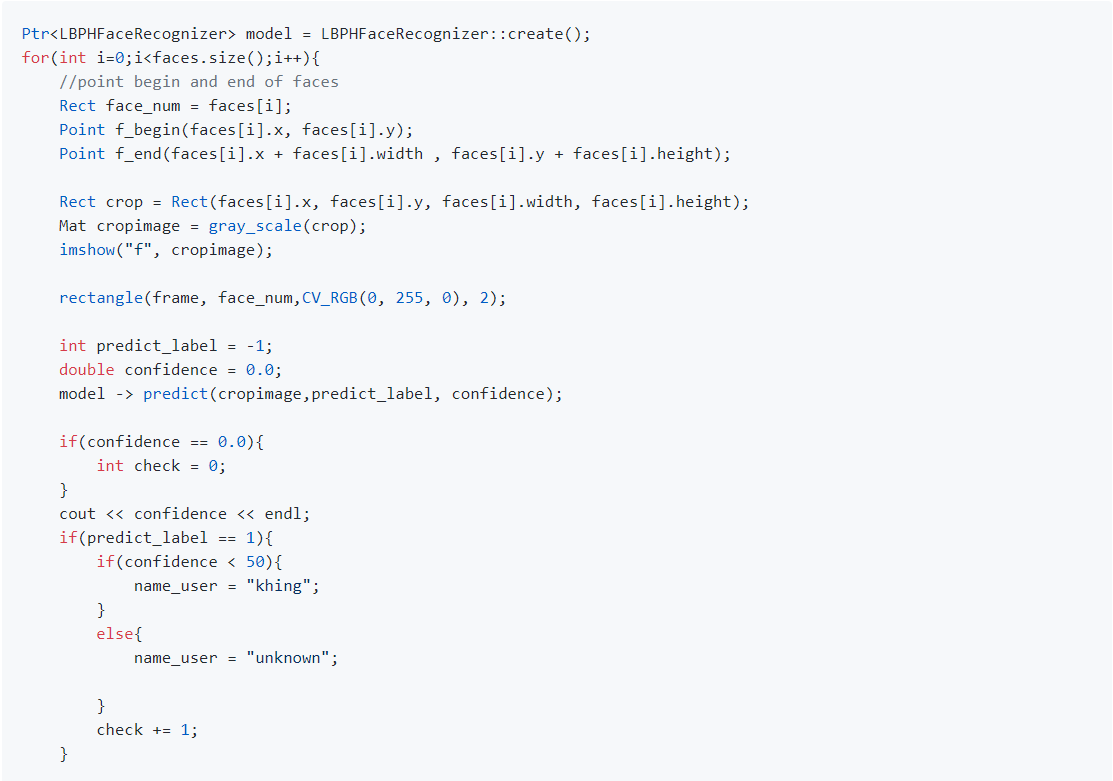 Ptr<LBPHFaceRecognizer> model = LBPHFaceRecognizer::create();
for(int i=0;i<faces.size();i++){
    //point begin and end of faces
    Rect face_num = faces[i];
    Point f_begin(faces[i].x, faces[i].y);
    Point f_end(faces[i].x + faces[i].width , faces[i].y + faces[i].height);

    Rect crop = Rect(faces[i].x, faces[i].y, faces[i].width, faces[i].height);
    Mat cropimage = gray_scale(crop);
    imshow("f", cropimage);

    rectangle(frame, face_num,CV_RGB(0, 255, 0), 2);

    int predict_label = -1;
    double confidence = 0.0;
    model -> predict(cropimage,predict_label, confidence);

    if(confidence == 0.0){
        int check = 0;
    }
    cout << confidence << endl;
    if(predict_label == 1){
        if(confidence < 50){
            name_user = "khing";
        }
        else{
            name_user = "unknown";

        }
        check += 1;
    }